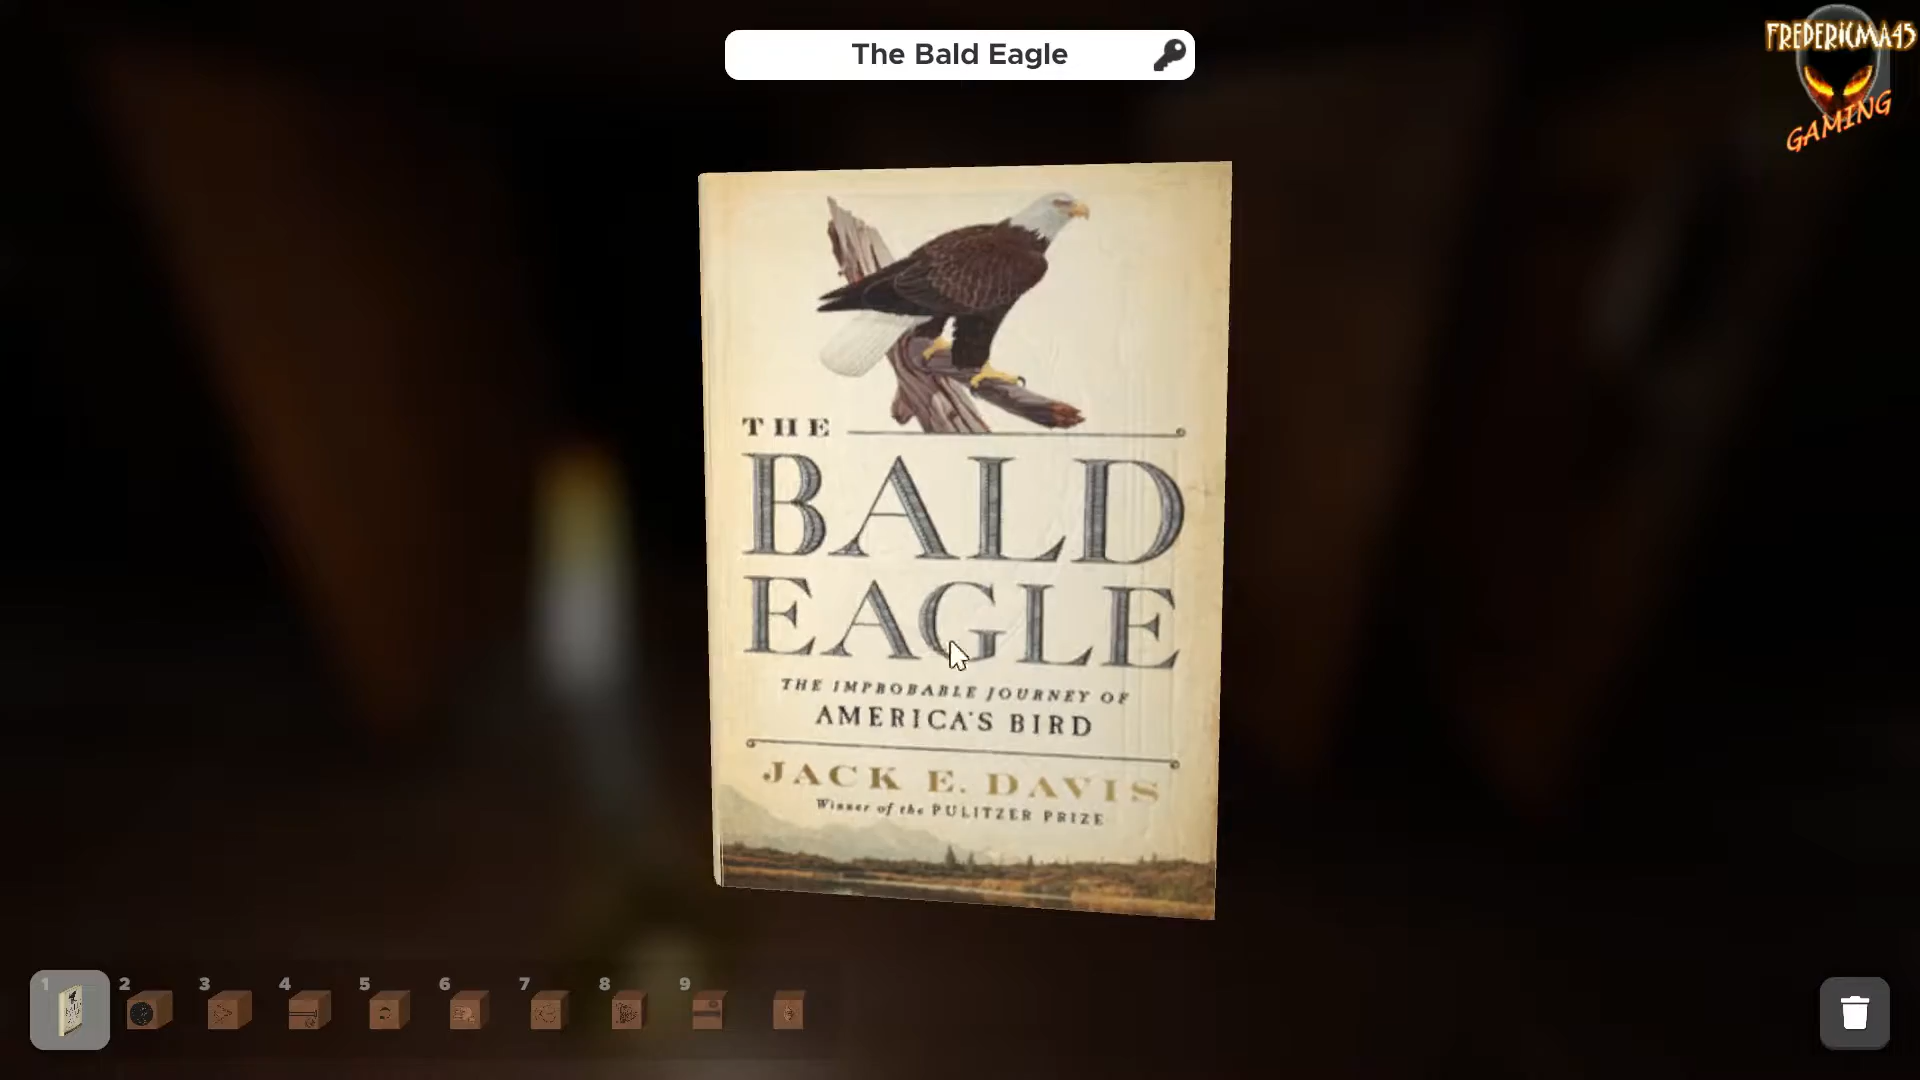 The Bald Eagle
FREDERICMA45
GAMING
THE
BALD
EAGLE
THE IMPROBABLE JOURNEY OF
AMERICA'S BIRD
JACK E. DAVIS
Winner of the PULITZER PRIZE
1 2 3 4 5 6 7 8 9